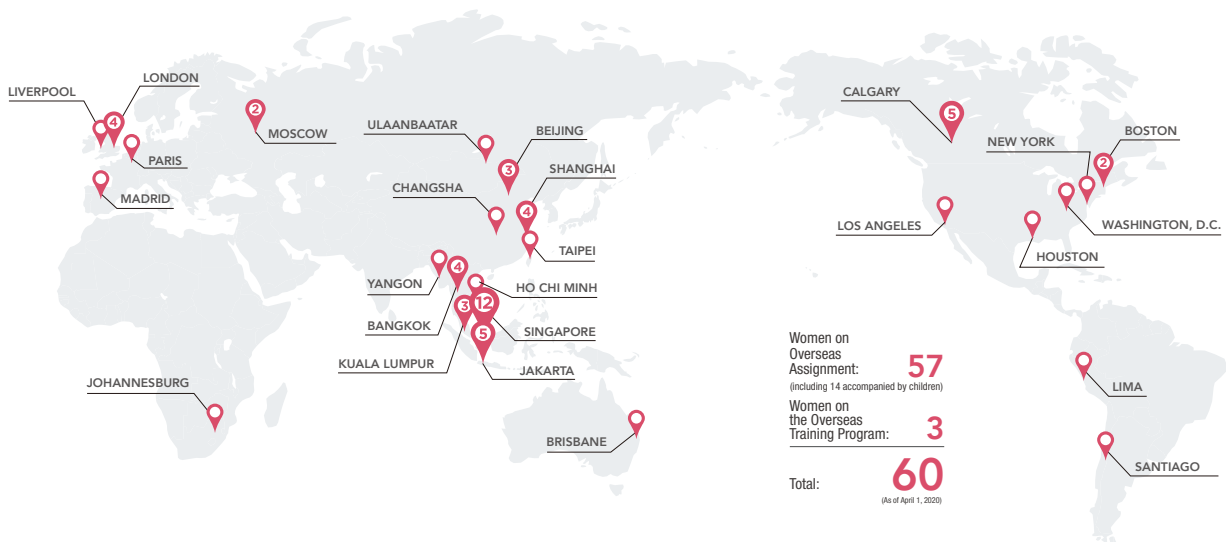 LIVERPOOL
LONDON
4
PARIS
MADRID
2
MOSCOW
ULAANBAATAR
BEIJING
3
SHANGHAI
4
CHANGSHA
TAIPEI
YANGON
4
BANGKOK
HO CHI MINH
12
SINGAPORE
3
KUALA LUMPUR
5
JAKARTA
JOHANNESBURG
BRISBANE
CALGARY
5
NEW YORK
BOSTON
2
LOS ANGELES
WASHINGTON, D.C.
HOUSTON
LIMA
SANTIAGO
Women on
Overseas
Assignment: 57
(including 14 accompanied by children)
Women on
the Overseas
Training Program: 3
Total: 60
(As of April 1, 2020)